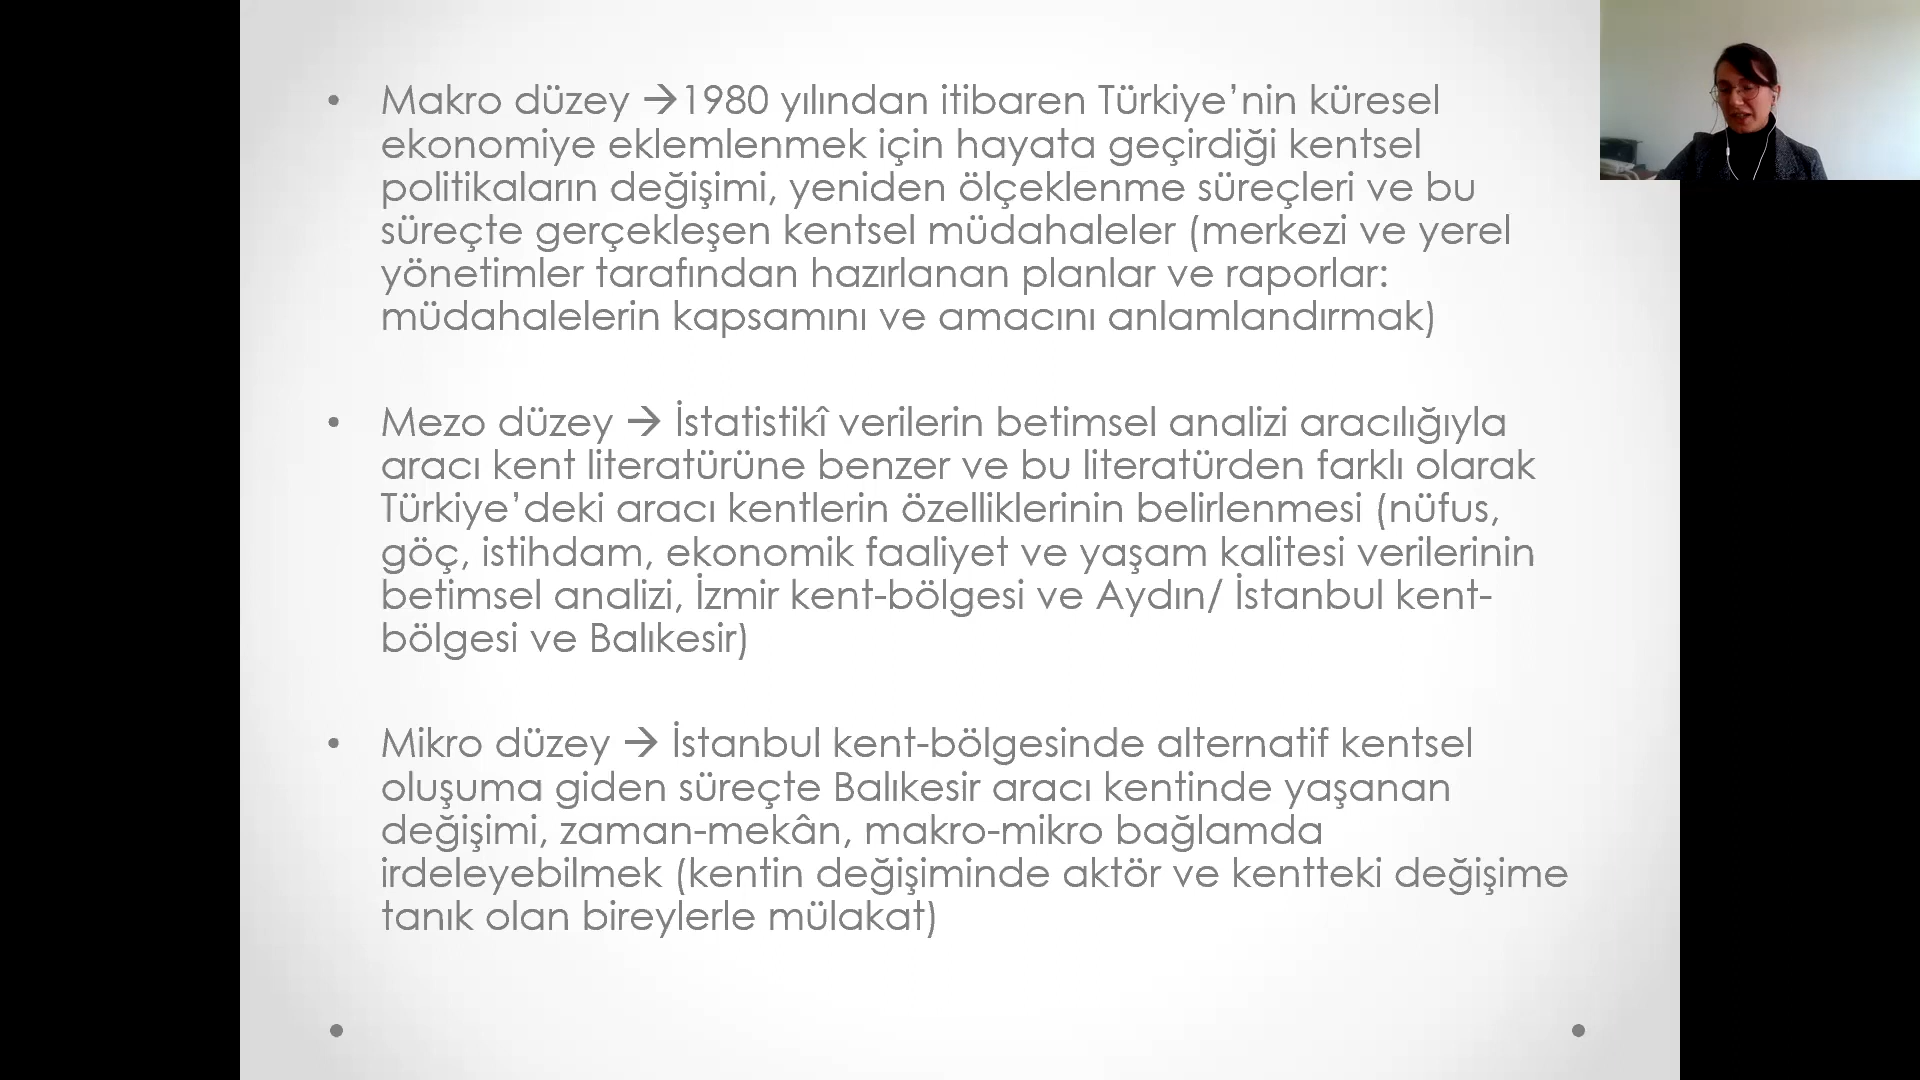 • Makro düzey →1980 yılından itibaren Türkiye’nin küresel
ekonomiye eklemlenmek için hayata geçirdiği kentsel
politikaların değişimi, yeniden ölçeklenme süreçleri ve bu
süreçte gerçekleşen kentsel müdahaleler (merkezi ve yerel
yönetimler tarafından hazırlanan planlar ve raporlar:
müdahalelerin kapsamını ve amacını anlamlandırmak)
• Mezo düzey → İstatistikî verilerin betimsel analizi aracılığıyla
aracı kent literatürüne benzer ve bu literatürden farklı olarak
Türkiye’deki aracı kentlerin özelliklerinin belirlenmesi (nüfus,
göç, istihdam, ekonomik faaliyet ve yaşam kalitesi verilerinin
betimsel analizi, İzmir kent-bölgesi ve Aydın/ İstanbul kent-
bölgesi ve Balıkesir)
• Mikro düzey → İstanbul kent-bölgesinde alternatif kentsel
oluşuma giden süreçte Balıkesir aracı kentinde yaşanan
değişimi, zaman-mekân, makro-mikro bağlamda
irdeleyebilmek (kentin değişiminde aktör ve kentteki değişime
tanık olan bireylerle mülakat)